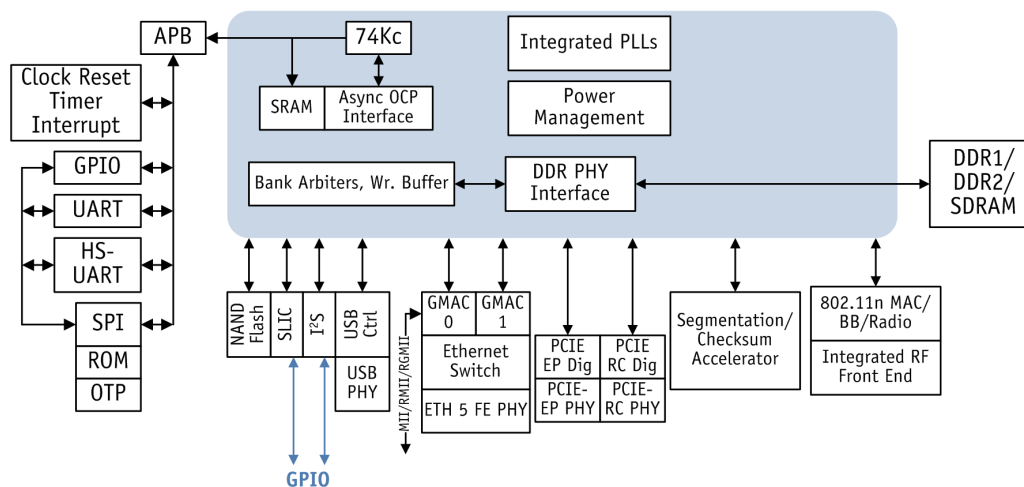 APB
74Kc
Integrated PLLs
Clock Reset
Timer
Interrupt
SRAM
Async OCP
Interface
Power
Management
GPIO
UART
HS-
UART
SPI
ROM
OTP
Bank Arbiters, Wr. Buffer
DDR PHY
Interface
DDR1/
DDR2/
SDRAM
NAND
Flash
SLIC
I²S
USB
Ctrl
USB
PHY
GPIO
MII/RMII/RGMII
GMAC
0
GMAC
1
Ethernet
Switch
ETH 5 FE PHY
PCIE
EP Dig
PCIE
RC Dig
PCIE-
EP PHY
PCIE-
RC PHY
Segmentation/
Checksum
Accelerator
802.11n MAC/
BB/Radio
Integrated RF
Front End